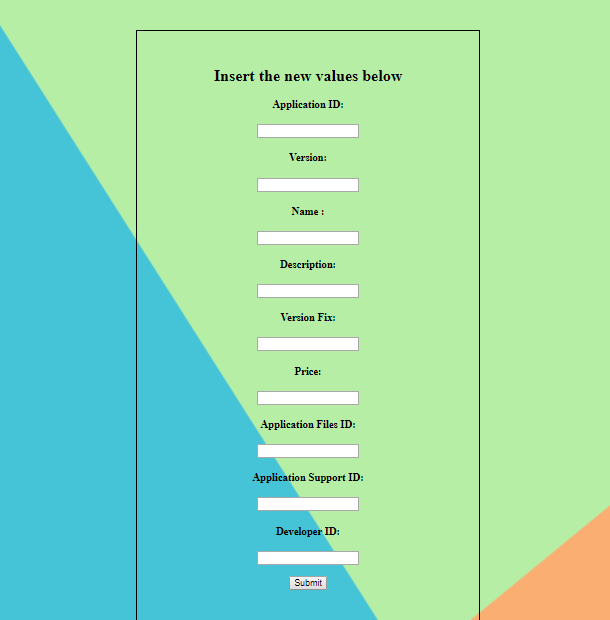 Insert the new values below
Application ID:
Version:
Name :
Description:
Version Fix:
Price:
Application Files ID:
Application Support ID:
Developer ID:
Submit